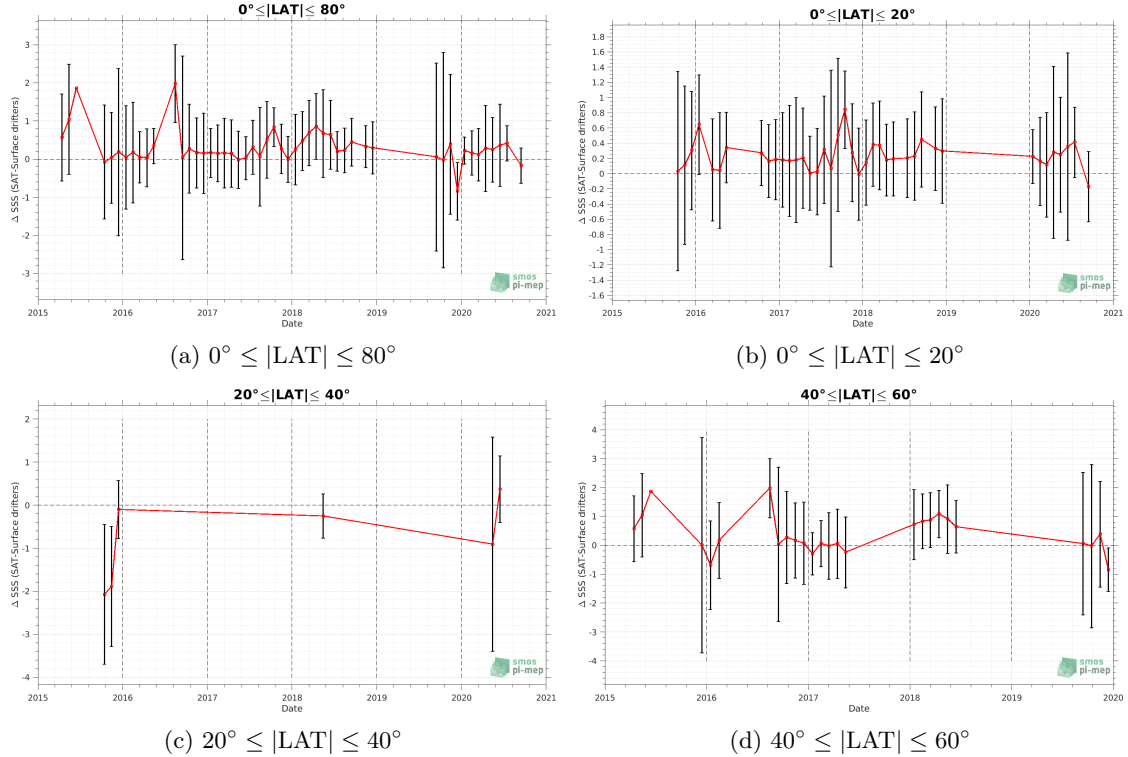 0°≤|LAT|≤ 80°
Δ SSS (SAT-Surface drifters)
3
2
1
0
-1
-2
-3
2015 2016 2017 2018 2019 2020 2021
Date
smos
pi-mep
(a) 0° ≤ |LAT| ≤ 80°
0°≤|LAT|≤ 20°
Δ SSS (SAT-Surface drifters)
1.8
1.6
1.4
1.2
1
0.8
0.6
0.4
0.2
0
-0.2
-0.4
-0.6
-0.8
-1
-1.2
-1.4
-1.6
2015 2016 2017 2018 2019 2020 2021
Date
smos
pi-mep
(b) 0° ≤ |LAT| ≤ 20°
20°≤|LAT|≤ 40°
Δ SSS (SAT-Surface drifters)
2
1
0
-1
-2
-3
-4
2015 2016 2017 2018 2019 2020 2021
Date
smos
pi-mep
(c) 20° ≤ |LAT| ≤ 40°
40°≤|LAT|≤ 60°
Δ SSS (SAT-Surface drifters)
4
3
2
1
0
-1
-2
-3
-4
2015 2016 2017 2018 2019 2020
Date
smos
pi-mep
(d) 40° ≤ |LAT| ≤ 60°